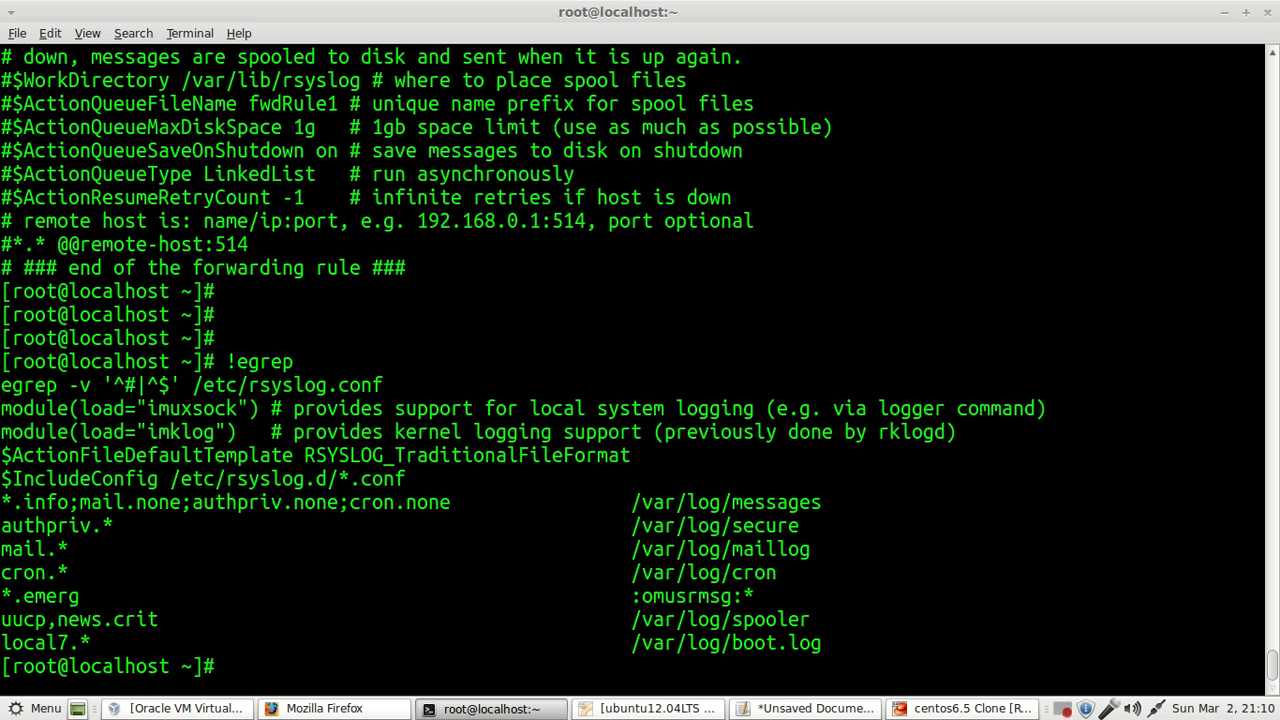 root@localhost:~
File Edit View Search Terminal Help
# down, messages are spooled to disk and sent when it is up again.
#$WorkDirectory /var/lib/rsyslog # where to place spool files
#$ActionQueueFileName fwdRule1 # unique name prefix for spool files
#$ActionQueueMaxDiskSpace 1g   # 1gb space limit (use as much as possible)
#$ActionQueueSaveOnShutdown on # save messages to disk on shutdown
#$ActionQueueType LinkedList   # run asynchronously
#$ActionResumeRetryCount -1    # infinite retries if host is down
# remote host is: name/ip:port, e.g. 192.168.0.1:514, port optional
#*.* @@remote-host:514
# ### end of the forwarding rule ###
[root@localhost ~]#
[root@localhost ~]#
[root@localhost ~]#
[root@localhost ~]# !egrep
egrep -v '^#|^$' /etc/rsyslog.conf
module(load="imuxsock") # provides support for local system logging (e.g. via logger command)
module(load="imklog")   # provides kernel logging support (previously done by rklogd)
$ActionFileDefaultTemplate RSYSLOG_TraditionalFileFormat
$IncludeConfig /etc/rsyslog.d/*.conf
*.info;mail.none;authpriv.none;cron.none                /var/log/messages
authpriv.*                                              /var/log/secure
mail.*                                                  /var/log/maillog
cron.*                                                  /var/log/cron
*.emerg                                                 :omusrmsg:*
uucp,news.crit                                          /var/log/spooler
local7.*                                                /var/log/boot.log
[root@localhost ~]#
Menu [Oracle VM Virtual... Mozilla Firefox root@localhost:~ [ubuntu12.04LTS ... *Unsaved Docume... centos6.5 Clone [R... Sun Mar 2, 21:10